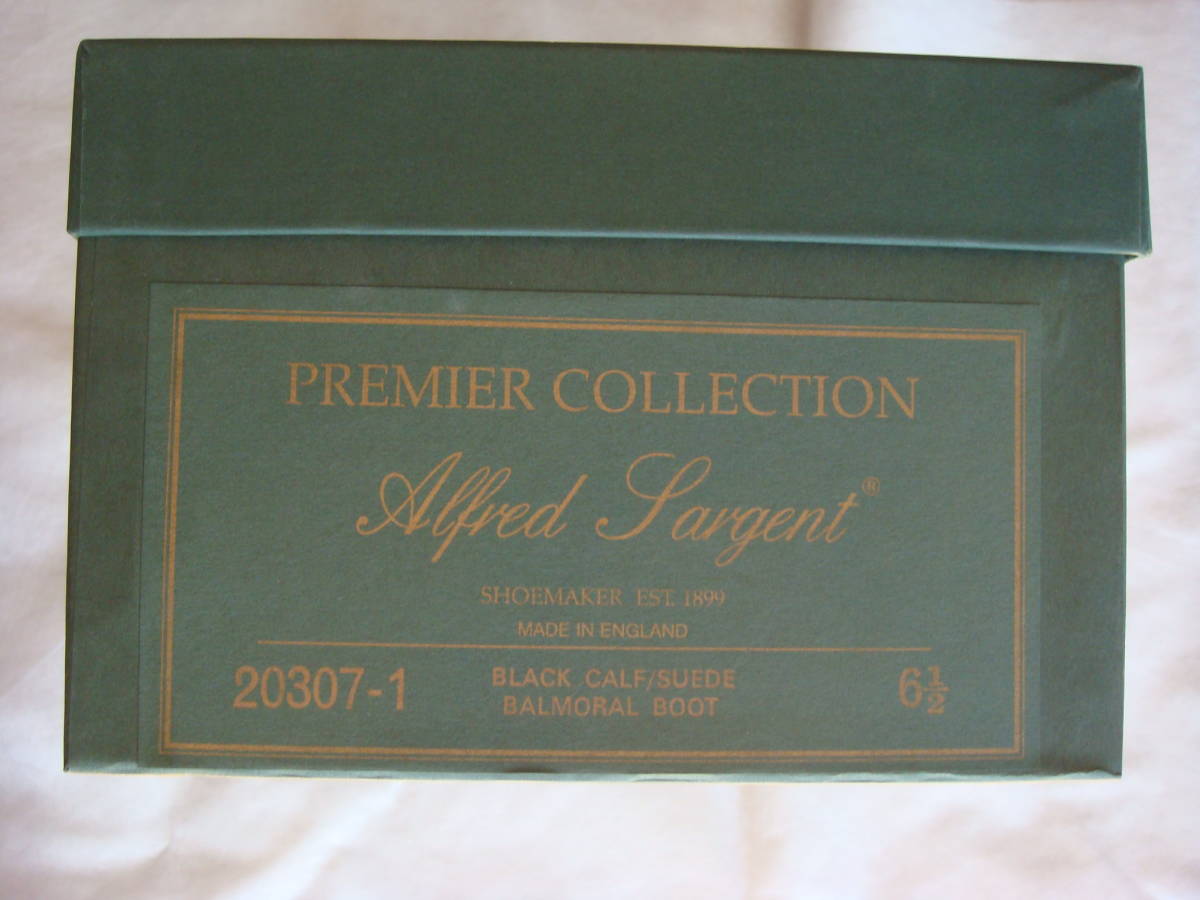 PREMIER COLLECTION
Alfred Sargent®
SHOEMAKER EST. 1899
MADE IN ENGLAND
20307-1
BLACK CALF/SUEDE
BALMORAL BOOT
6½